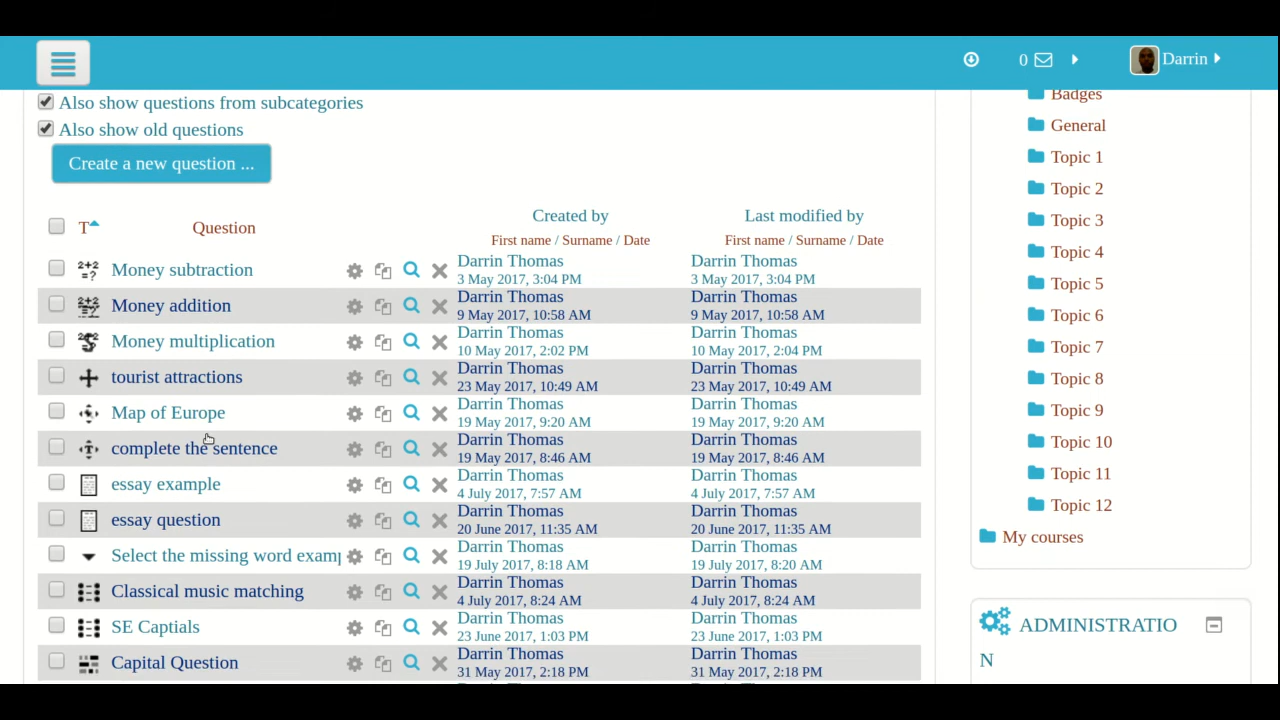 0
Darrin
Also show questions from subcategories
Also show old questions
Create a new question ...
T
Question
Created by
First name / Surname / Date
Last modified by
First name / Surname / Date
Money subtraction
Darrin Thomas
3 May 2017, 3:04 PM
Darrin Thomas
3 May 2017, 3:04 PM
Money addition
Darrin Thomas
9 May 2017, 10:58 AM
Darrin Thomas
9 May 2017, 10:58 AM
Money multiplication
Darrin Thomas
10 May 2017, 2:02 PM
Darrin Thomas
10 May 2017, 2:04 PM
tourist attractions
Darrin Thomas
23 May 2017, 10:49 AM
Darrin Thomas
23 May 2017, 10:49 AM
Map of Europe
Darrin Thomas
19 May 2017, 9:20 AM
Darrin Thomas
19 May 2017, 9:20 AM
complete the sentence
Darrin Thomas
19 May 2017, 8:46 AM
Darrin Thomas
19 May 2017, 8:46 AM
essay example
Darrin Thomas
4 July 2017, 7:57 AM
Darrin Thomas
4 July 2017, 7:57 AM
essay question
Darrin Thomas
20 June 2017, 11:35 AM
Darrin Thomas
20 June 2017, 11:35 AM
Select the missing word examp
Darrin Thomas
19 July 2017, 8:18 AM
Darrin Thomas
19 July 2017, 8:20 AM
Classical music matching
Darrin Thomas
4 July 2017, 8:24 AM
Darrin Thomas
4 July 2017, 8:24 AM
SE Captials
Darrin Thomas
23 June 2017, 1:03 PM
Darrin Thomas
23 June 2017, 1:03 PM
Capital Question
Darrin Thomas
31 May 2017, 2:18 PM
Darrin Thomas
31 May 2017, 2:18 PM
Badges
General
Topic 1
Topic 2
Topic 3
Topic 4
Topic 5
Topic 6
Topic 7
Topic 8
Topic 9
Topic 10
Topic 11
Topic 12
My courses
ADMINISTRATIO
N